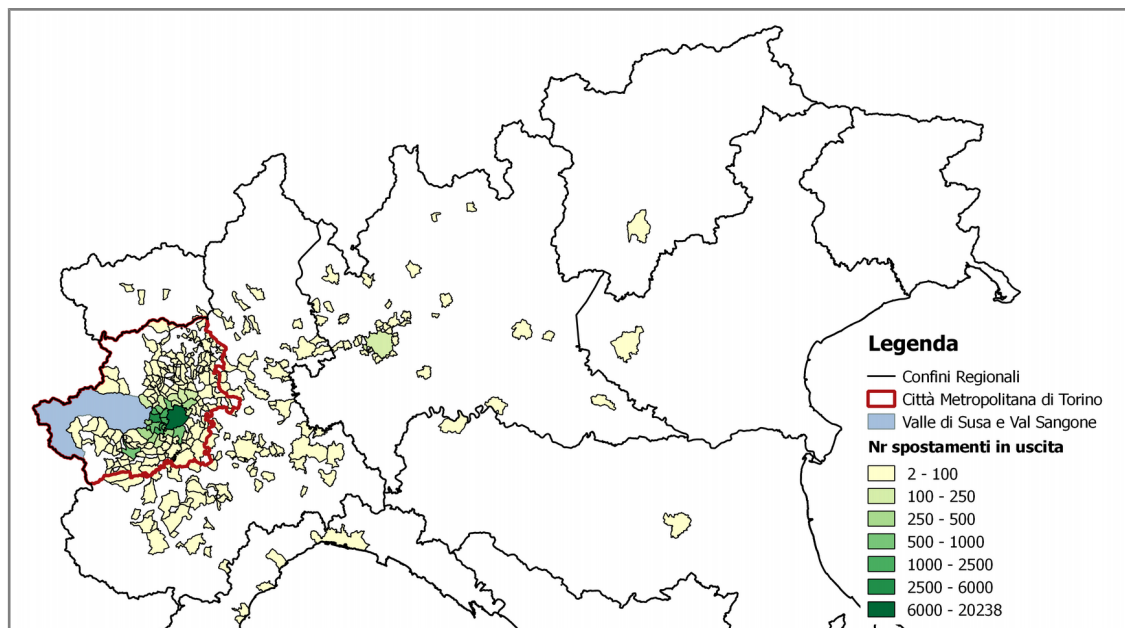 Legenda
Confini Regionali
Città Metropolitana di Torino
Valle di Susa e Val Sangone
Nr spostamenti in uscita
2 - 100
100 - 250
250 - 500
500 - 1000
1000 - 2500
2500 - 6000
6000 - 20238